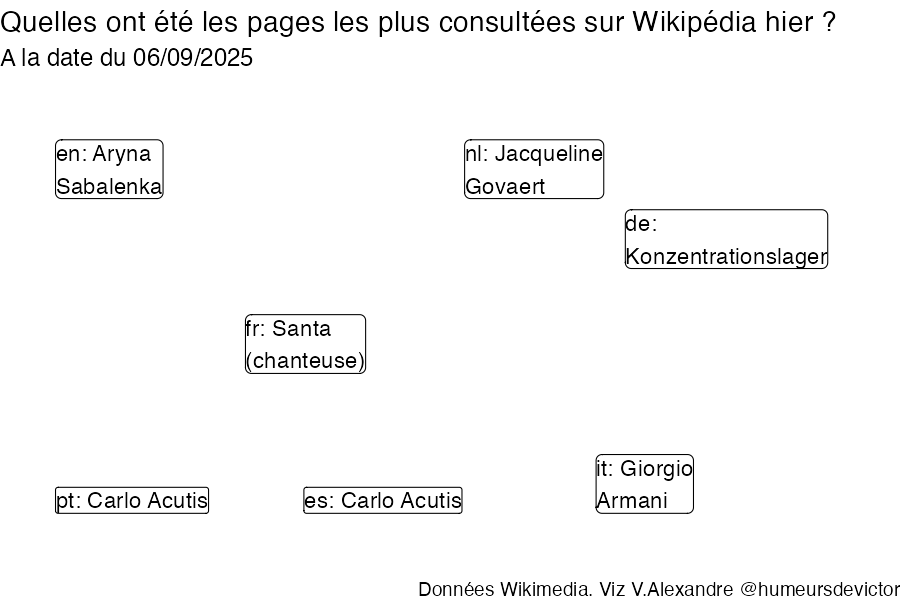 Quelles ont été les pages les plus consultées sur Wikipédia hier ?
A la date du 06/09/2025
en: Aryna
Sabalenka
nl: Jacqueline
Govaert
de:
Konzentrationslager
fr: Santa
(chanteuse)
pt: Carlo Acutis
es: Carlo Acutis
it: Giorgio
Armani
Données Wikimedia. Viz V.Alexandre @humeursdevictor